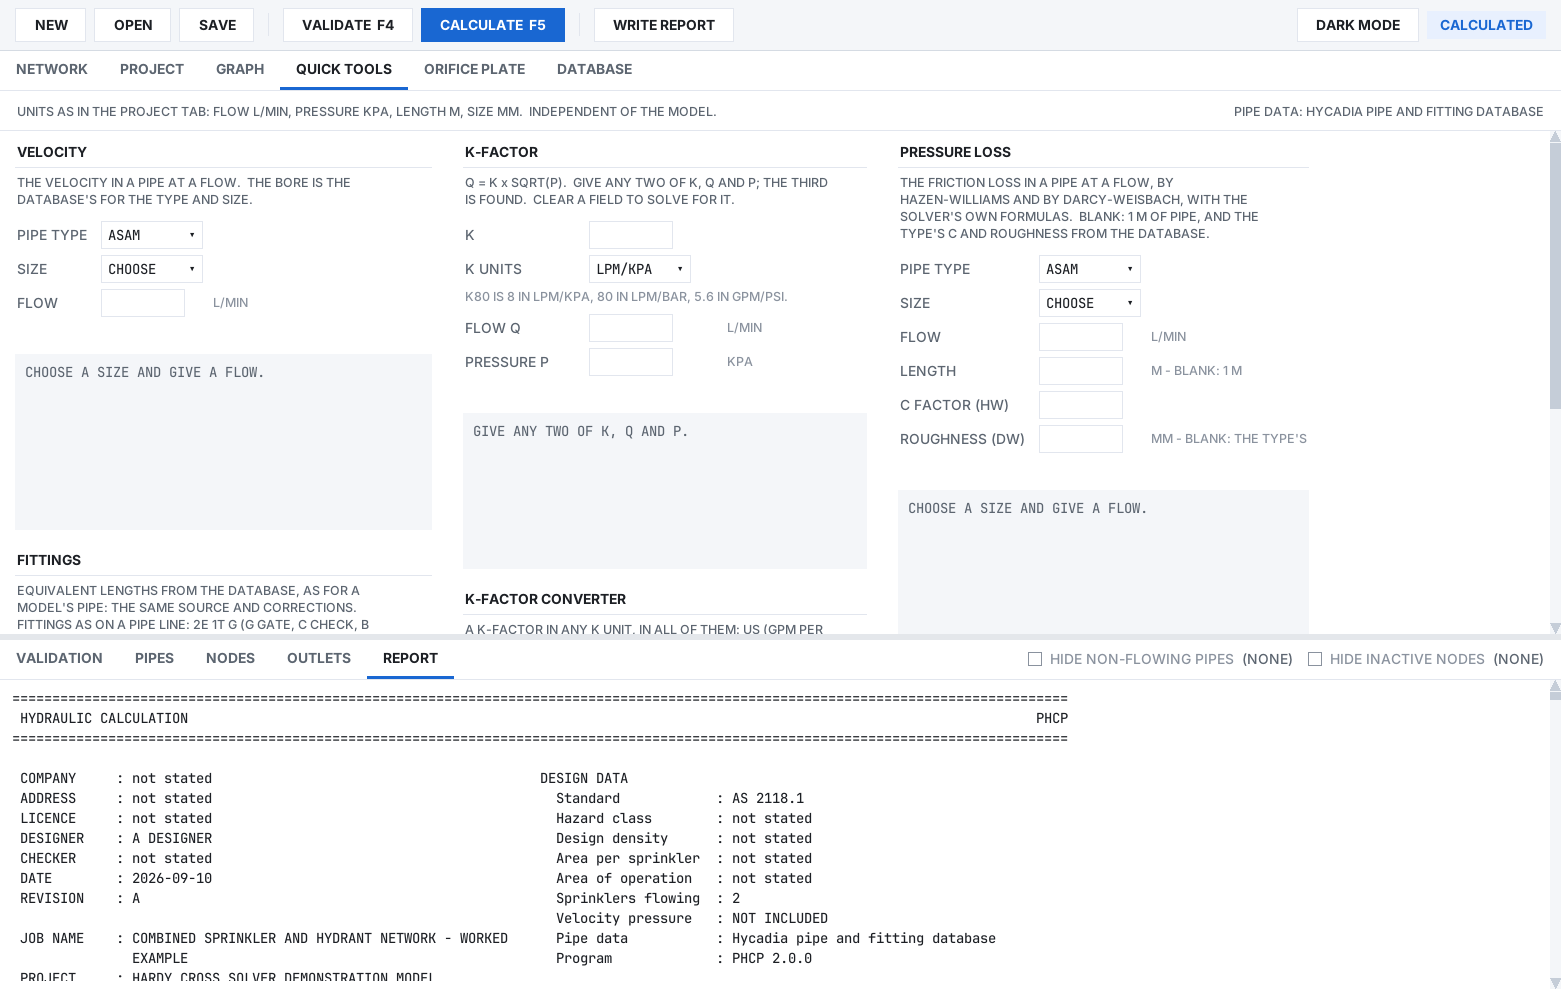 NEW OPEN SAVE VALIDATE F4 CALCULATE F5 WRITE REPORT DARK MODE CALCULATED
NETWORK PROJECT GRAPH QUICK TOOLS ORIFICE PLATE DATABASE
UNITS AS IN THE PROJECT TAB: FLOW L/MIN, PRESSURE KPA, LENGTH M, SIZE MM. INDEPENDENT OF THE MODEL. PIPE DATA: HYCADIA PIPE AND FITTING DATABASE
VELOCITY
THE VELOCITY IN A PIPE AT A FLOW. THE BORE IS THE
DATABASE'S FOR THE TYPE AND SIZE.
PIPE TYPE ASAM
SIZE CHOOSE
FLOW L/MIN
CHOOSE A SIZE AND GIVE A FLOW.
FITTINGS
EQUIVALENT LENGTHS FROM THE DATABASE, AS FOR A
MODEL'S PIPE: THE SAME SOURCE AND CORRECTIONS.
FITTINGS AS ON A PIPE LINE: 2E 1T G (G GATE, C CHECK, B
K-FACTOR
Q = K x SQRT(P). GIVE ANY TWO OF K, Q AND P; THE THIRD
IS FOUND. CLEAR A FIELD TO SOLVE FOR IT.
K
K UNITS LPM/KPA
K80 IS 8 IN LPM/KPA, 80 IN LPM/BAR, 5.6 IN GPM/PSI.
FLOW Q L/MIN
PRESSURE P KPA
GIVE ANY TWO OF K, Q AND P.
K-FACTOR CONVERTER
A K-FACTOR IN ANY K UNIT, IN ALL OF THEM: US (GPM PER
PRESSURE LOSS
THE FRICTION LOSS IN A PIPE AT A FLOW, BY
HAZEN-WILLIAMS AND BY DARCY-WEISBACH, WITH THE
SOLVER'S OWN FORMULAS. BLANK: 1 M OF PIPE, AND THE
TYPE'S C AND ROUGHNESS FROM THE DATABASE.
PIPE TYPE ASAM
SIZE CHOOSE
FLOW L/MIN
LENGTH M - BLANK: 1 M
C FACTOR (HW)
ROUGHNESS (DW) MM - BLANK: THE TYPE'S
CHOOSE A SIZE AND GIVE A FLOW.
VALIDATION PIPES NODES OUTLETS REPORT HIDE NON-FLOWING PIPES (NONE) HIDE INACTIVE NODES (NONE)
====================================================================================================================================
HYDRAULIC CALCULATION PHCP
====================================================================================================================================
COMPANY : not stated DESIGN DATA
ADDRESS : not stated Standard : AS 2118.1
LICENCE : not stated Hazard class : not stated
DESIGNER : A DESIGNER Design density : not stated
CHECKER : not stated Area per sprinkler : not stated
DATE : 2026-09-10 Area of operation : not stated
REVISION : A Sprinklers flowing : 2
Velocity pressure : NOT INCLUDED
JOB NAME : COMBINED SPRINKLER AND HYDRANT NETWORK - WORKED Pipe data : Hycadia pipe and fitting database
EXAMPLE Program : PHCP 2.0.0
PROJECT : HARDY CROSS SOLVER DEMONSTRATION MODEL